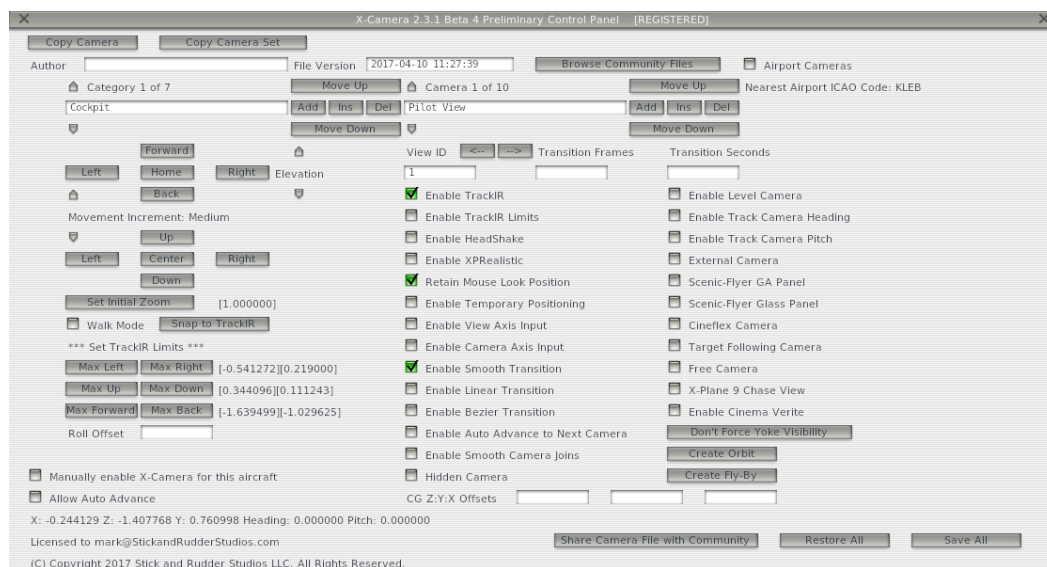 X-Camera 2.3.1 Beta 4 Preliminary Control Panel [REGISTERED]
Copy Camera Copy Camera Set
Author File Version 2017-04-10 11:27:39 Browse Community Files Airport Cameras
Category 1 of 7 Move Up Camera 1 of 10 Move Up Nearest Airport ICAO Code: KLEB
Cockpit Add Ins Del Pilot View Add Ins Del
Move Down Move Down
Forward View ID <-- --> Transition Frames Transition Seconds
Left Home Right Elevation 1
Back Enable TrackIR Enable Level Camera
Movement Increment: Medium Enable TrackIR Limits Enable Track Camera Heading
Up Enable HeadShake Enable Track Camera Pitch
Left Center Right Enable XPRealistic External Camera
Down Retain Mouse Look Position Scenic-Flyer GA Panel
Set Initial Zoom [1.000000] Enable Temporary Positioning Scenic-Flyer Glass Panel
Walk Mode Snap to TrackIR Enable View Axis Input Cineflex Camera
*** Set TrackIR Limits *** Enable Camera Axis Input Target Following Camera
Max Left Max Right [-0.541272][0.219000] Enable Smooth Transition Free Camera
Max Up Max Down [0.344096][0.111243] Enable Linear Transition X-Plane 9 Chase View
Max Forward Max Back [-1.639499][-1.029625] Enable Bezier Transition Enable Cinema Verite
Roll Offset Enable Auto Advance to Next Camera Don't Force Yoke Visibility
Enable Smooth Camera Joins Create Orbit
Manually enable X-Camera for this aircraft Hidden Camera Create Fly-By
Allow Auto Advance CG Z:Y:X Offsets
X: -0.244129 Z: -1.407768 Y: 0.760998 Heading: 0.000000 Pitch: 0.000000
Licensed to mark@StickandRudderStudios.com Share Camera File with Community Restore All Save All
(C) Copyright 2017 Stick and Rudder Studios LLC. All Rights Reserved.